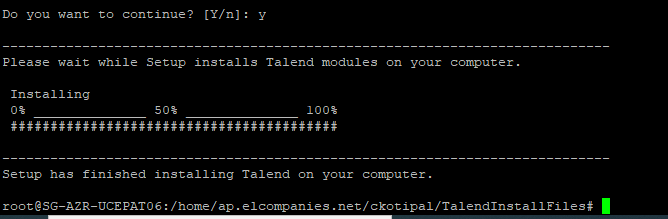 Do you want to continue? [Y/n]: y
----------------------------------------------------------------------------
Please wait while Setup installs Talend modules on your computer.
Installing
0% ______________ 50% ______________ 100%
#########################################
----------------------------------------------------------------------------
Setup has finished installing Talend on your computer.
root@SG-AZR-UCEPAT06:/home/ap.elcompanies.net/ckotipal/TalendInstallFiles#